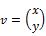 v = (x
y)